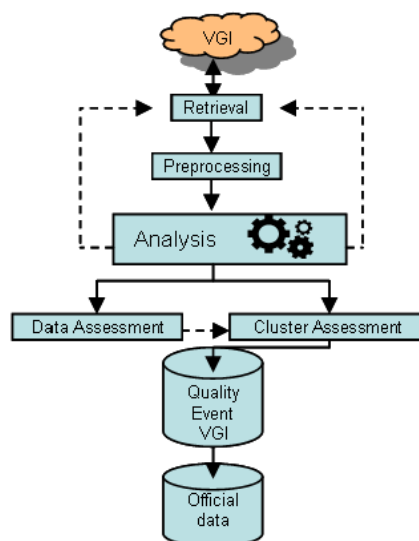 VGI
Retrieval
Preprocessing
Analysis
Data Assessment
Cluster Assessment
Quality
Event
VGI
Official
data